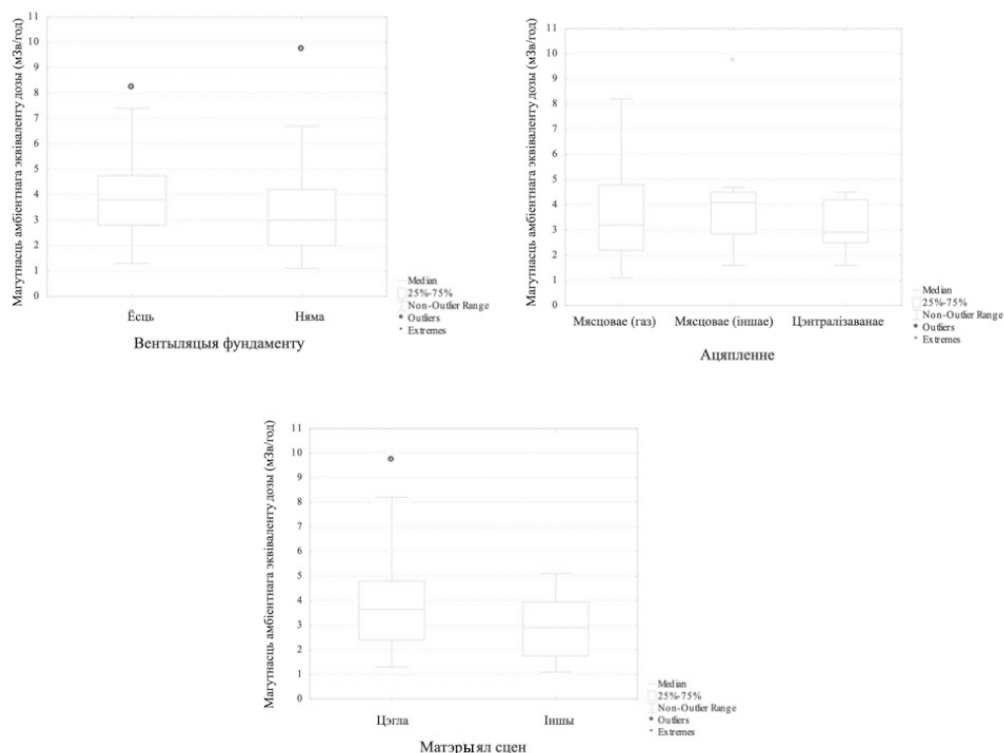 Магутнасць амбіентнага эквіваленту дозы (мЗв/год)
11
10
9
8
7
6
5
4
3
2
1
0
Ёсць
Няма
Вентыляцыя фундаменту
Median
25%-75%
Non-Outlier Range
Outliers
Extremes
Магутнасць амбіентнага эквіваленту дозы (мЗв/год)
11
10
9
8
7
6
5
4
3
2
1
0
Мясцовае (газ)
Мясцовае (іншае)
Цэнтралізаванае
Ацяпленне
Median
25%-75%
Non-Outlier Range
Outliers
Extremes
Магутнасць амбіентнага эквіваленту дозы (мЗв/год)
11
10
9
8
7
6
5
4
3
2
1
0
Цэгла
Іншы
Матэрыял сцен
Median
25%-75%
Non-Outlier Range
Outliers
Extremes